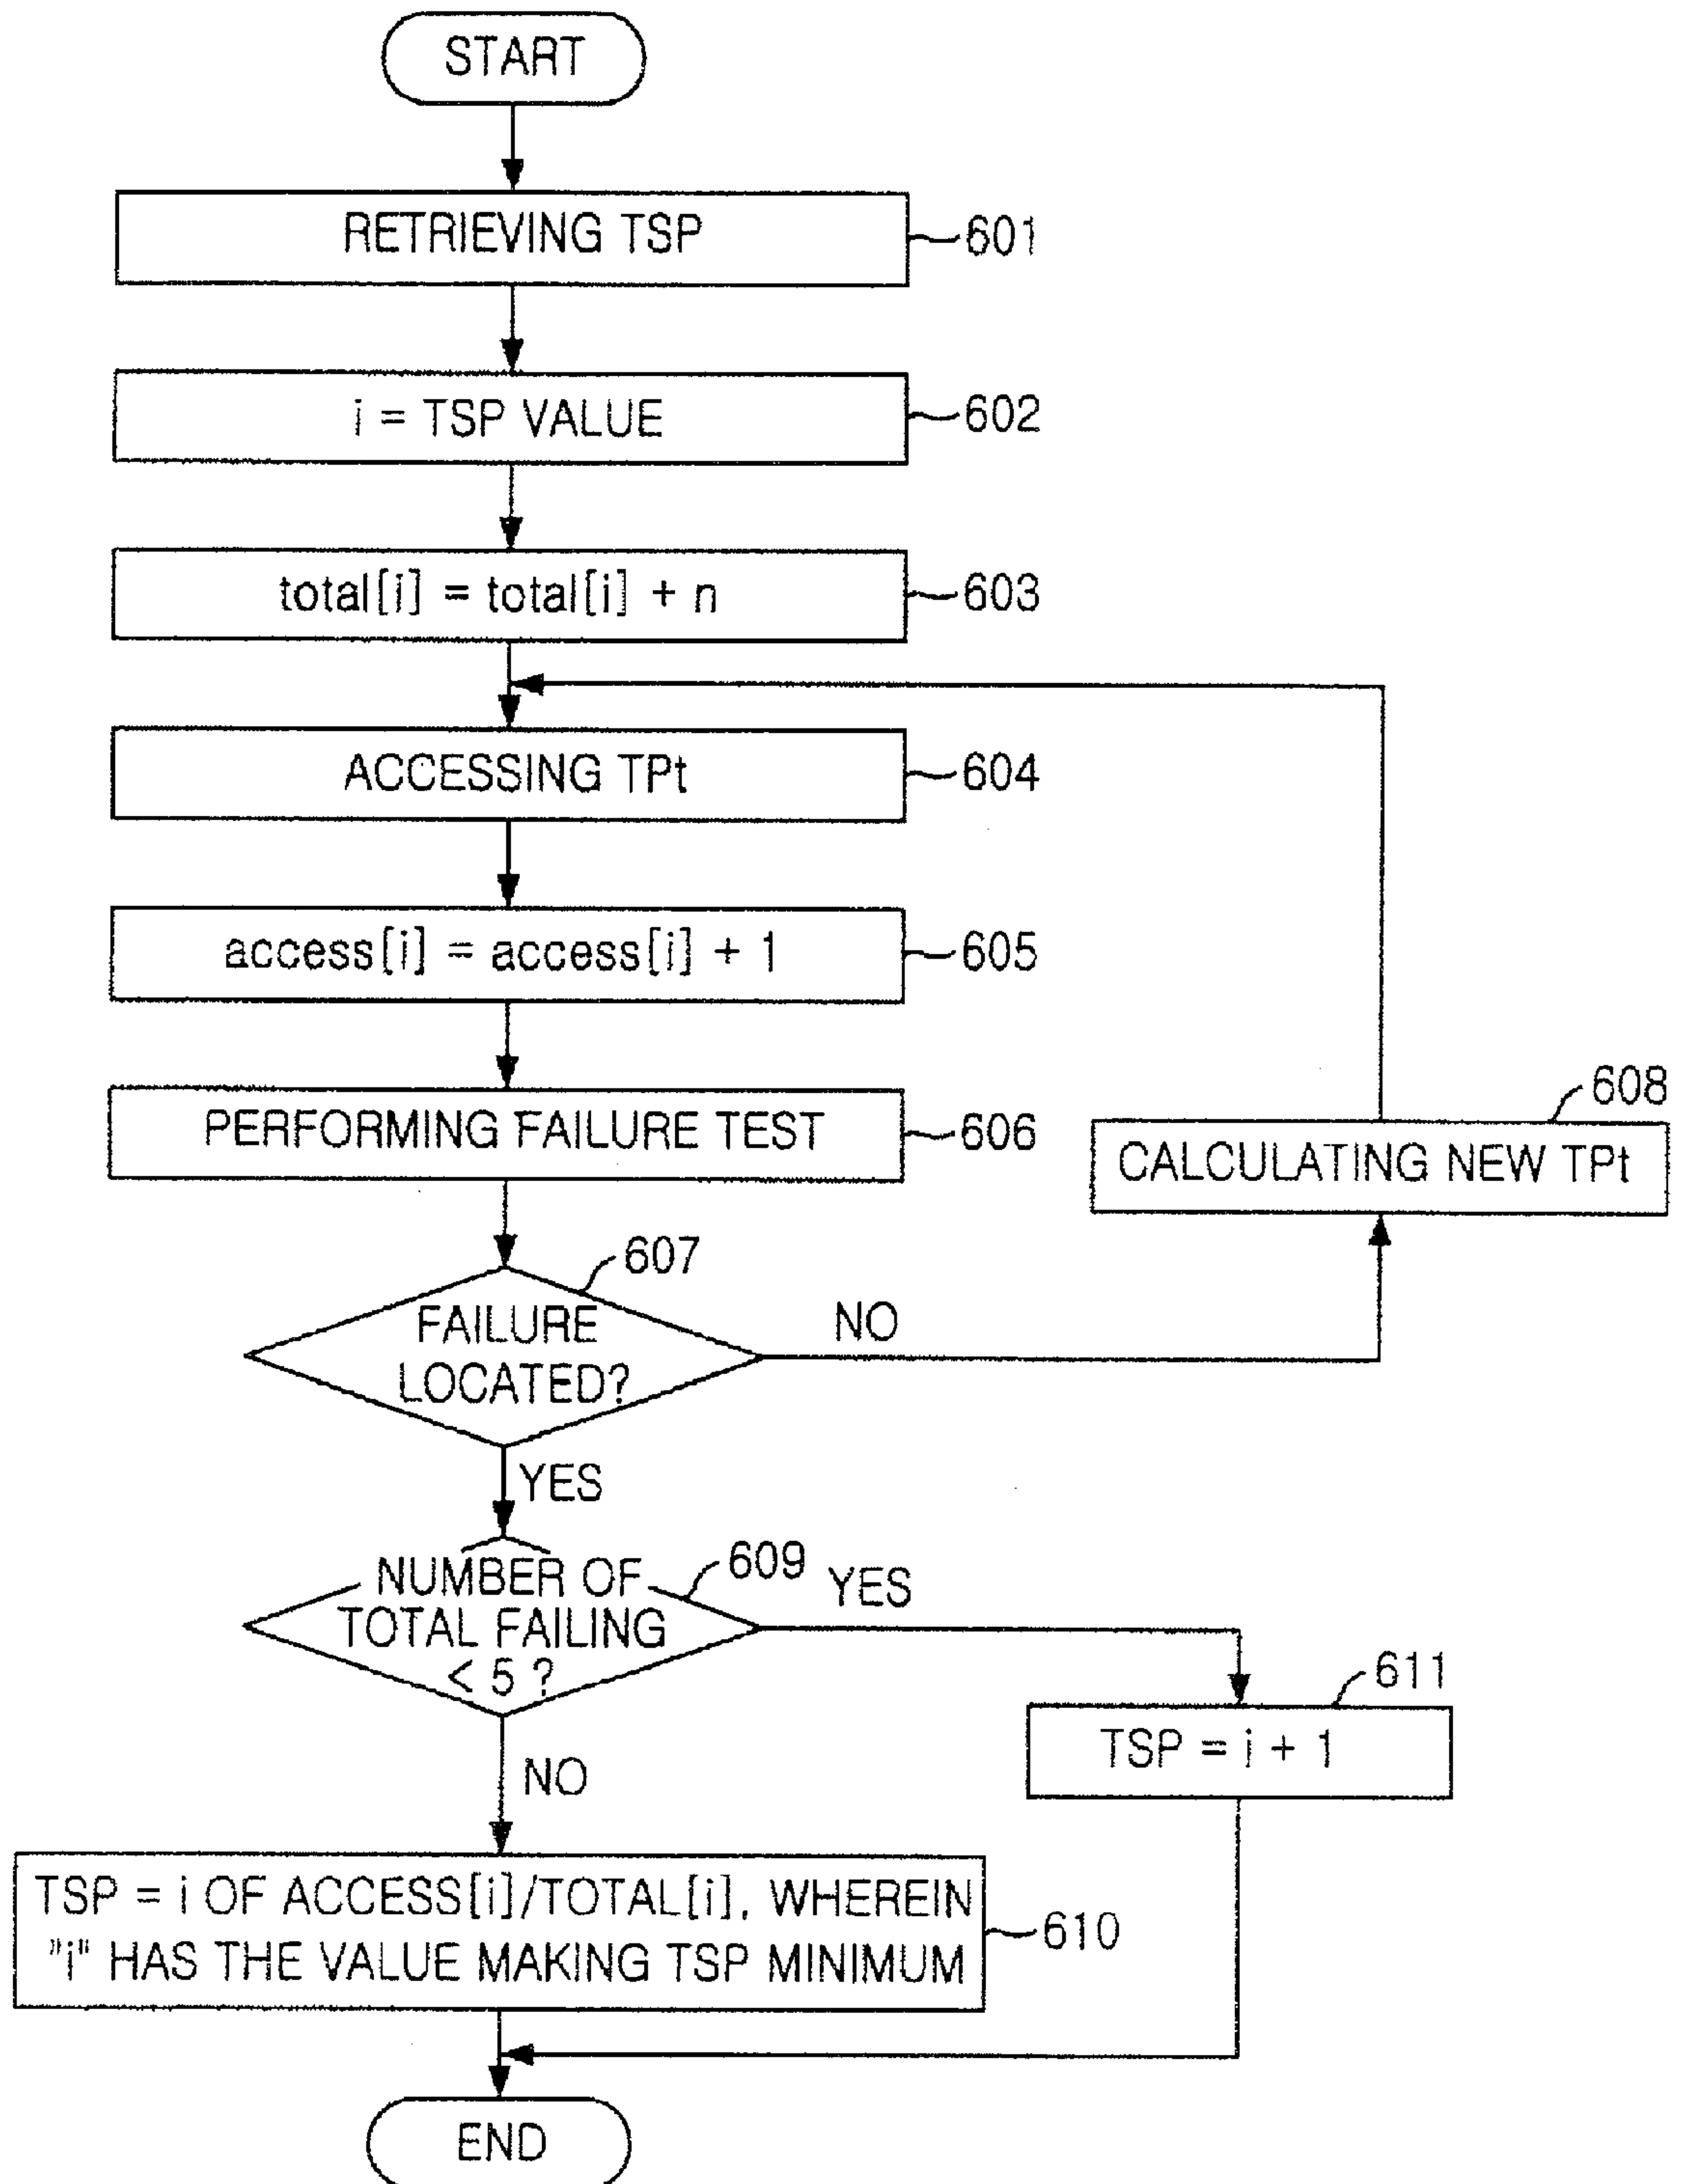 START
RETRIEVING TSP
601
i = TSP VALUE
602
total[i] = total[i] + n
603
ACCESSING TPt
604
access[i] = access[i] + 1
605
PERFORMING FAILURE TEST
606
608
CALCULATING NEW TPt
607
FAILURE
LOCATED?
NO
YES
609
NUMBER OF
TOTAL FAILING
< 5 ?
YES
611
TSP = i + 1
NO
TSP = i OF ACCESS[i]/TOTAL[i], WHEREIN
"i" HAS THE VALUE MAKING TSP MINIMUM
610
END